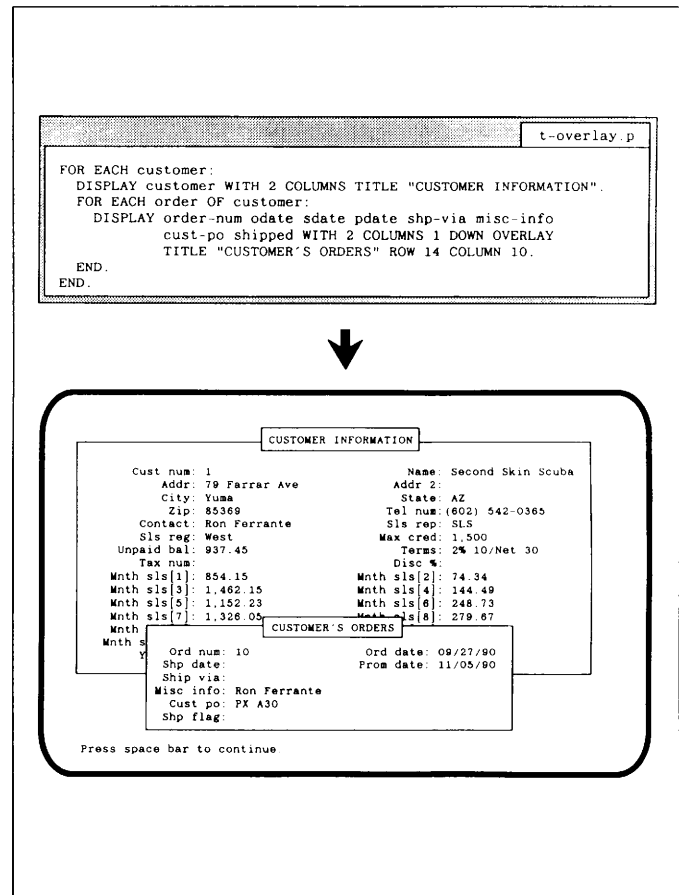 t-overlay.p
FOR EACH customer:
DISPLAY customer WITH 2 COLUMNS TITLE "CUSTOMER INFORMATION".
FOR EACH order OF customer:
DISPLAY order-num odate sdate pdate shp-via misc-info
cust-po shipped WITH 2 COLUMNS 1 DOWN OVERLAY
TITLE "CUSTOMER'S ORDERS" ROW 14 COLUMN 10.
END.
END.
CUSTOMER INFORMATION
Cust num: 1 Name: Second Skin Scuba
Addr: 79 Farrar Ave Addr 2:
City: Yuma State: AZ
Zip: 85369 Tel num: (602) 542-0365
Contact: Ron Ferrante Sls rep: SLS
Sls reg: West Max cred: 1,500
Unpaid bal: 937.45 Terms: 2% 10/Net 30
Tax num: Disc %:
Mnth sls[1]: 854.15 Mnth sls[2]: 74.34
Mnth sls[3]: 1,462.15 Mnth sls[4]: 144.49
Mnth sls[5]: 1,152.23 Mnth sls[6]: 248.73
Mnth sls[7]: 1,326.05 Mnth sls[8]: 279.67
Mnth CUSTOMER'S ORDERS
Mnth s
Y Ord num: 10 Ord date: 09/27/90
Shp date: Prom date: 11/05/90
Ship via:
Misc info: Ron Ferrante
Cust po: PX A30
Shp flag:
Press space bar to continue